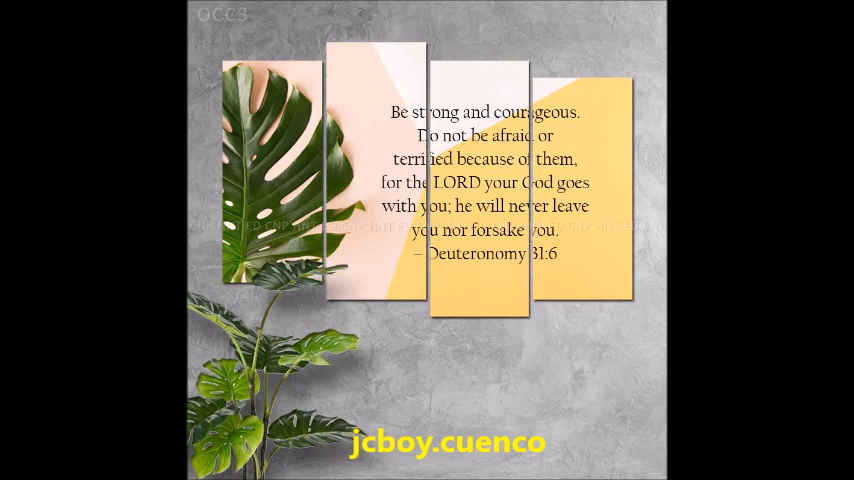 OCC3
Be strong and courageous.
Do not be afraid or
terrified because of them,
for the LORD your God goes
with you; he will never leave
you nor forsake you.
– Deuteronomy 31:6
jcboy.cuenco